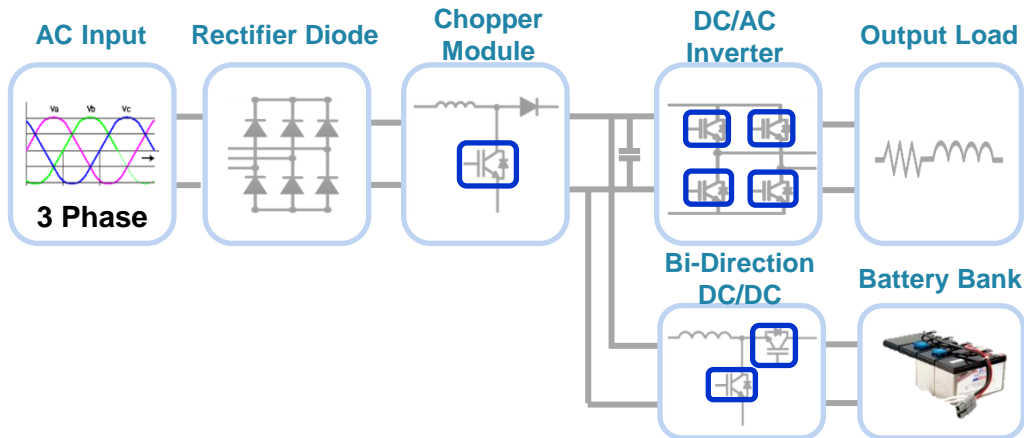 AC Input
Rectifier Diode
Chopper
Module
DC/AC
Inverter
Output Load
Va
Vb
Vc
3 Phase
Bi-Direction
DC/DC
Battery Bank